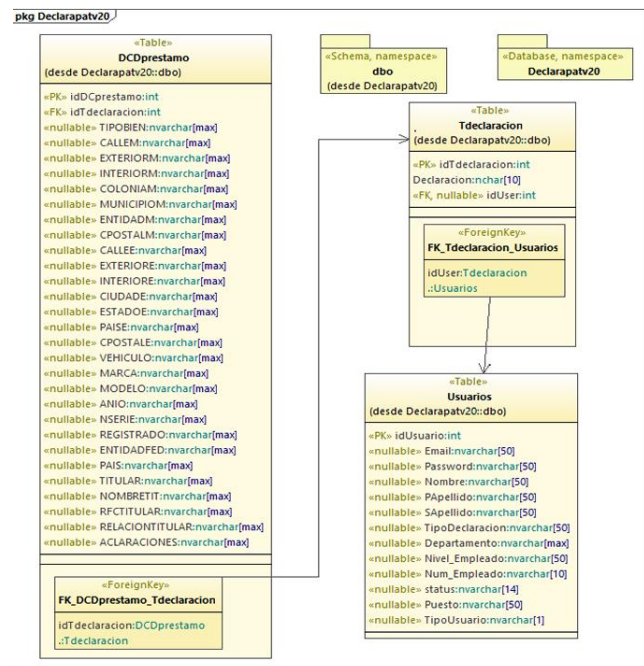 pkg Declarapatv20
«Table»
DCDprestamo
(desde Declarapatv20::dbo)
«PK» idDCprestamo:int
«FK» idTdeclaracion:int
«nullable» TIPOBIEN:nvarchar[max]
«nullable» CALLEM:nvarchar[max]
«nullable» EXTERIORM:nvarchar[max]
«nullable» INTERIORM:nvarchar[max]
«nullable» COLONIAM:nvarchar[max]
«nullable» MUNICIPIOM:nvarchar[max]
«nullable» ENTIDADM:nvarchar[max]
«nullable» CPOSTALM:nvarchar[max]
«nullable» CALLEE:nvarchar[max]
«nullable» EXTERIORE:nvarchar[max]
«nullable» INTERIORE:nvarchar[max]
«nullable» CIUDADE:nvarchar[max]
«nullable» ESTADOE:nvarchar[max]
«nullable» PAISE:nvarchar[max]
«nullable» CPOSTALE:nvarchar[max]
«nullable» VEHICULO:nvarchar[max]
«nullable» MARCA:nvarchar[max]
«nullable» MODELO:nvarchar[max]
«nullable» ANIO:nvarchar[max]
«nullable» NSERIE:nvarchar[max]
«nullable» REGISTRADO:nvarchar[max]
«nullable» ENTIDADFED:nvarchar[max]
«nullable» PAIS:nvarchar[max]
«nullable» TITULAR:nvarchar[max]
«nullable» NOMBRETIT:nvarchar[max]
«nullable» RFCTITULAR:nvarchar[max]
«nullable» RELACIONTITULAR:nvarchar[max]
«nullable» ACLARACIONES:nvarchar[max]
«ForeignKey»
FK_DCDprestamo_Tdeclaracion
idTdeclaracion:DCDprestamo
.:Tdeclaracion
«Schema, namespace»
dbo
(desde Declarapatv20)
«Database, namespace»
Declarapatv20
«Table»
Tdeclaracion
(desde Declarapatv20::dbo)
«PK» idTdeclaracion:int
Declaracion:nchar[10]
«FK, nullable» idUser:int
«ForeignKey»
FK_Tdeclaracion_Usuarios
idUser:Tdeclaracion
.:Usuarios
«Table»
Usuarios
(desde Declarapatv20::dbo)
«PK» idUsuario:int
«nullable» Email:nvarchar[50]
«nullable» Password:nvarchar[50]
«nullable» Nombre:nvarchar[50]
«nullable» PApellido:nvarchar[50]
«nullable» SApellido:nvarchar[50]
«nullable» TipoDeclaracion:nvarchar[50]
«nullable» Departamento:nvarchar[max]
«nullable» Nivel_Empleado:nvarchar[50]
«nullable» Num_Empleado:nvarchar[10]
«nullable» status:nvarchar[14]
«nullable» Puesto:nvarchar[50]
«nullable» TipoUsuario:nvarchar[1]